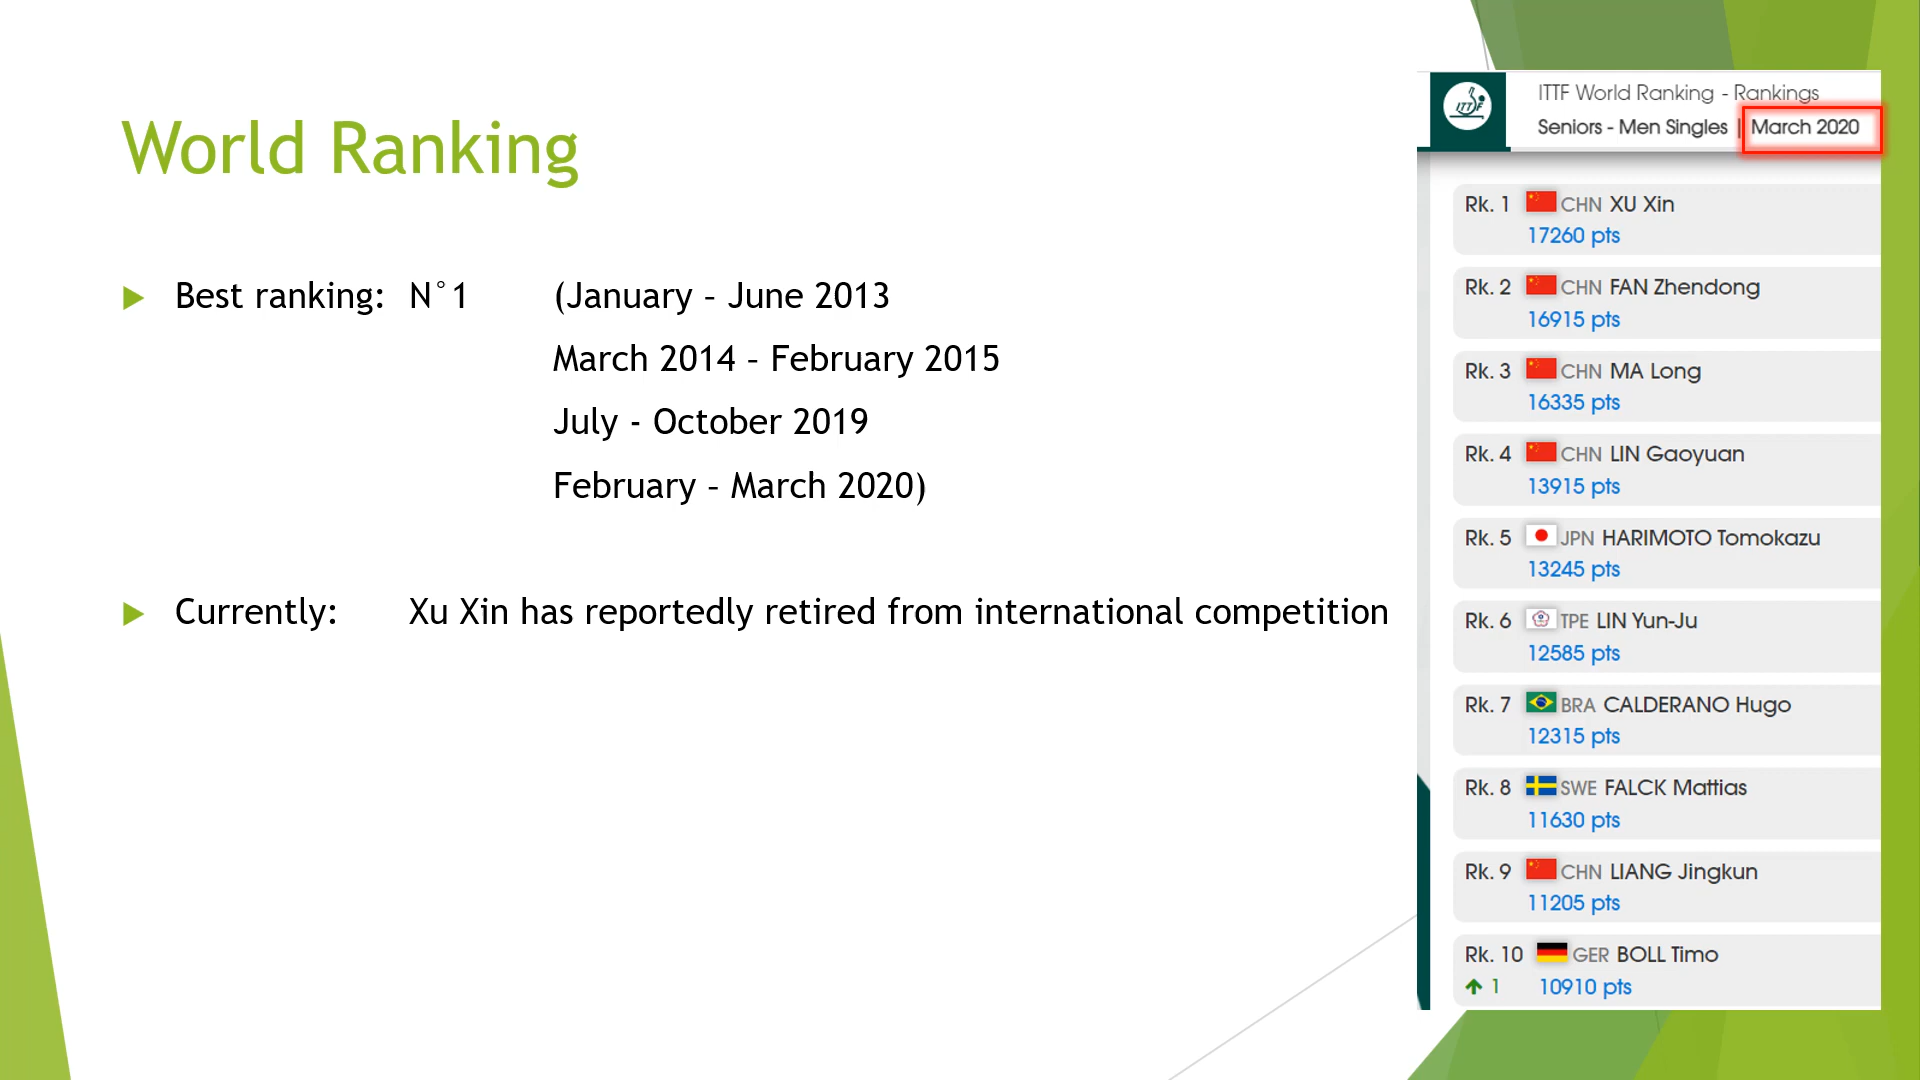 World Ranking
Best ranking: N°1 (January – June 2013
March 2014 – February 2015
July - October 2019
February – March 2020)
Currently: Xu Xin has reportedly retired from international competition
ITTF
ITTF World Ranking - Rankings
Seniors - Men Singles | March 2020
Rk. 1 CHN XU Xin
17260 pts
Rk. 2 CHN FAN Zhendong
16915 pts
Rk. 3 CHN MA Long
16335 pts
Rk. 4 CHN LIN Gaoyuan
13915 pts
Rk. 5 JPN HARIMOTO Tomokazu
13245 pts
Rk. 6 TPE LIN Yun-Ju
12585 pts
Rk. 7 BRA CALDERANO Hugo
12315 pts
Rk. 8 SWE FALCK Mattias
11630 pts
Rk. 9 CHN LIANG Jingkun
11205 pts
Rk. 10 GER BOLL Timo
↑ 1 10910 pts